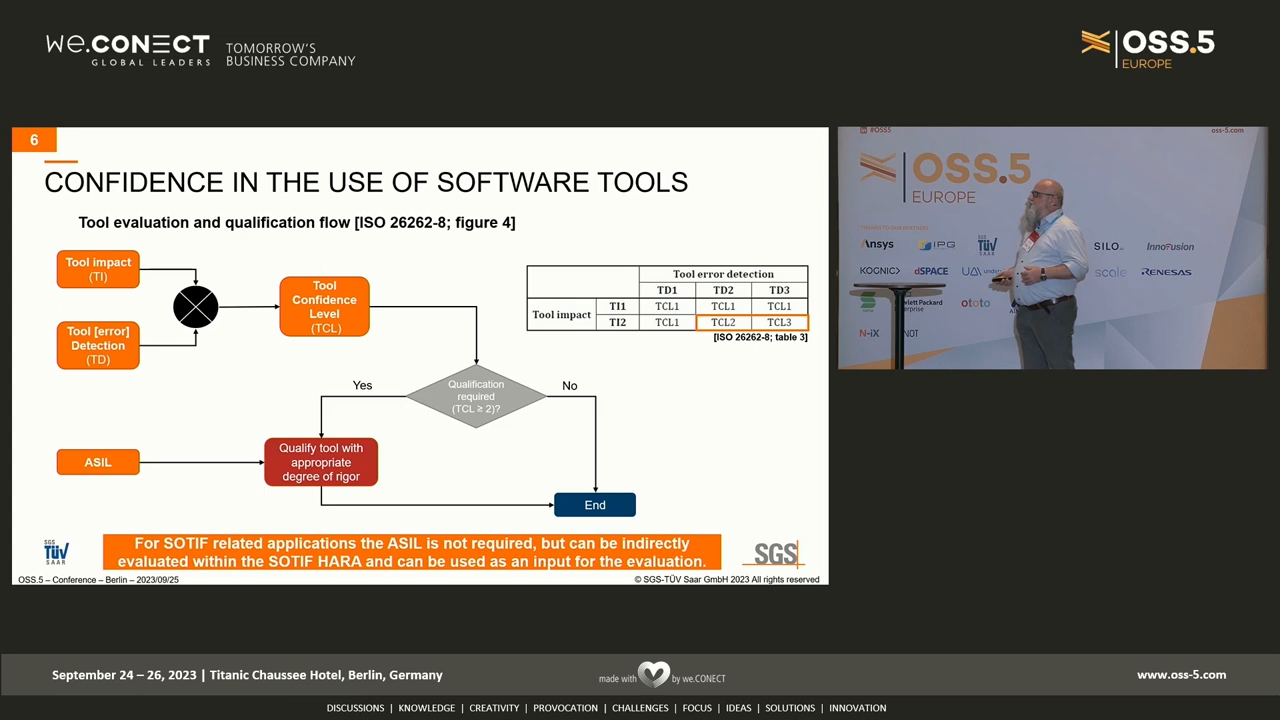 we.CONECT
GLOBAL LEADERS
TOMORROW'S
BUSINESS COMPANY
OSS.5
EUROPE
6
CONFIDENCE IN THE USE OF SOFTWARE TOOLS
Tool evaluation and qualification flow [ISO 26262-8; figure 4]
Tool impact
(TI)
Tool [error]
Detection
(TD)
Tool
Confidence
Level
(TCL)
Tool error detection
TD1 TD2 TD3
Tool impact
TI1 TCL1 TCL1 TCL1
TI2 TCL1 TCL2 TCL3
[ISO 26262-8; table 3]
Yes
Qualification
required
(TCL ≥ 2)?
No
ASIL
Qualify tool with
appropriate
degree of rigor
End
SGS
TÜV
SAAR
For SOTIF related applications the ASIL is not required, but can be indirectly
evaluated within the SOTIF HARA and can be used as an input for the evaluation.
SGS
OSS.5 – Conference – Berlin – 2023/09/25
© SGS-TÜV Saar GmbH 2023 All rights reserved
#OSS5
oss-5.com
OSS.5
EUROPE
Ansys
IPG
SGS
TÜV
SAAR
SILO
InnoFusion
KOGNIC
dSPACE
scale
RENESAS
Hewlett Packard
ototo
N-iX
September 24 – 26, 2023 | Titanic Chaussee Hotel, Berlin, Germany
made with
by we.CONECT
www.oss-5.com
DISCUSSIONS | KNOWLEDGE | CREATIVITY | PROVOCATION | CHALLENGES | FOCUS | IDEAS | SOLUTIONS | INNOVATION